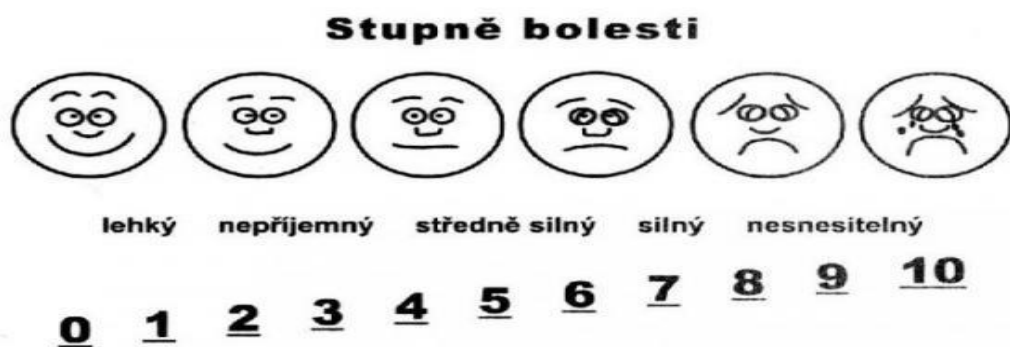 Stupně bolesti
lehký nepříjemný středně silný silný nesnesitelný
0 1 2 3 4 5 6 7 8 9 10